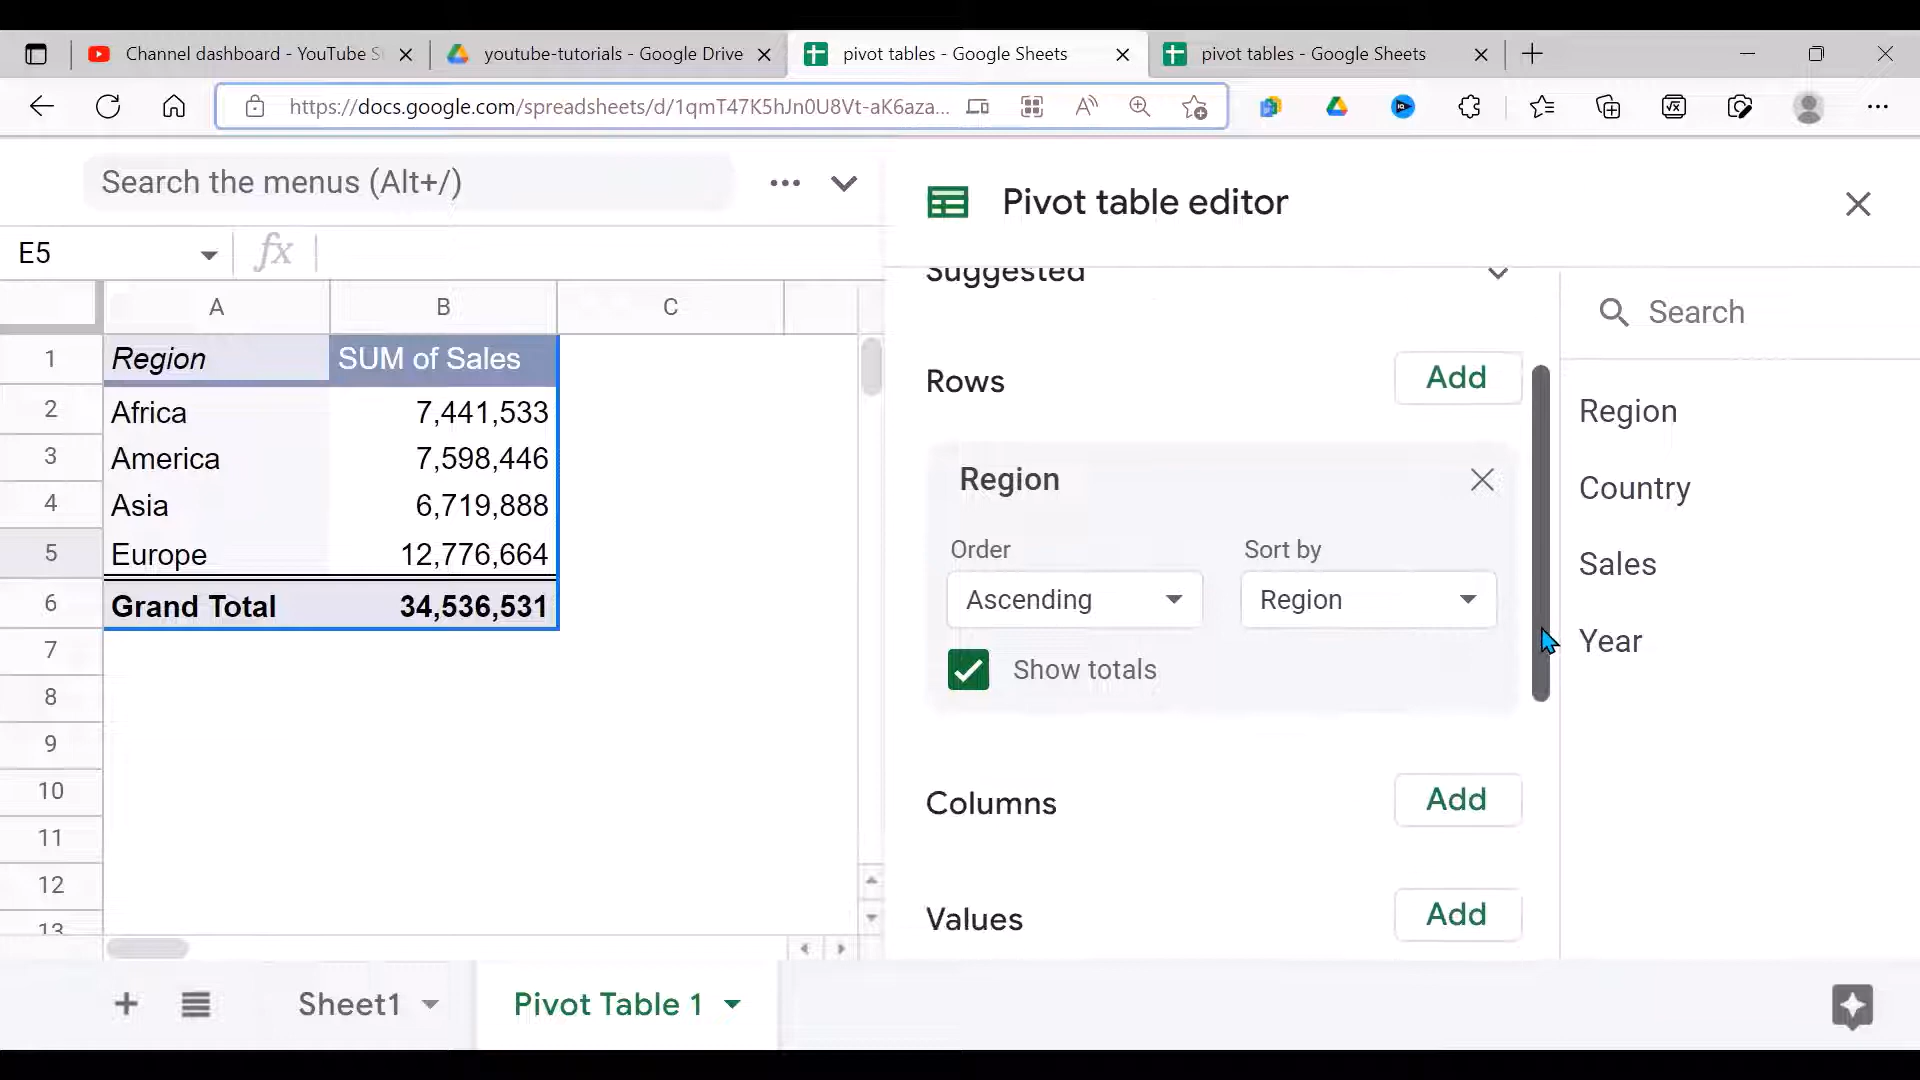 Channel dashboard - YouTube S
youtube-tutorials - Google Drive
pivot tables - Google Sheets
pivot tables - Google Sheets
https://docs.google.com/spreadsheets/d/1qmT47K5hJn0U8Vt-aK6aza...
Search the menus (Alt+/)
Pivot table editor
E5
fx
Suggested
Search
A B C
1 Region SUM of Sales
2 Africa 7,441,533
3 America 7,598,446
4 Asia 6,719,888
5 Europe 12,776,664
6 Grand Total 34,536,531
7
8
9
10
11
12
13
Rows
Add
Region
Order
Sort by
Ascending
Region
Show totals
Columns
Add
Values
Add
Region
Country
Sales
Year
Sheet1
Pivot Table 1